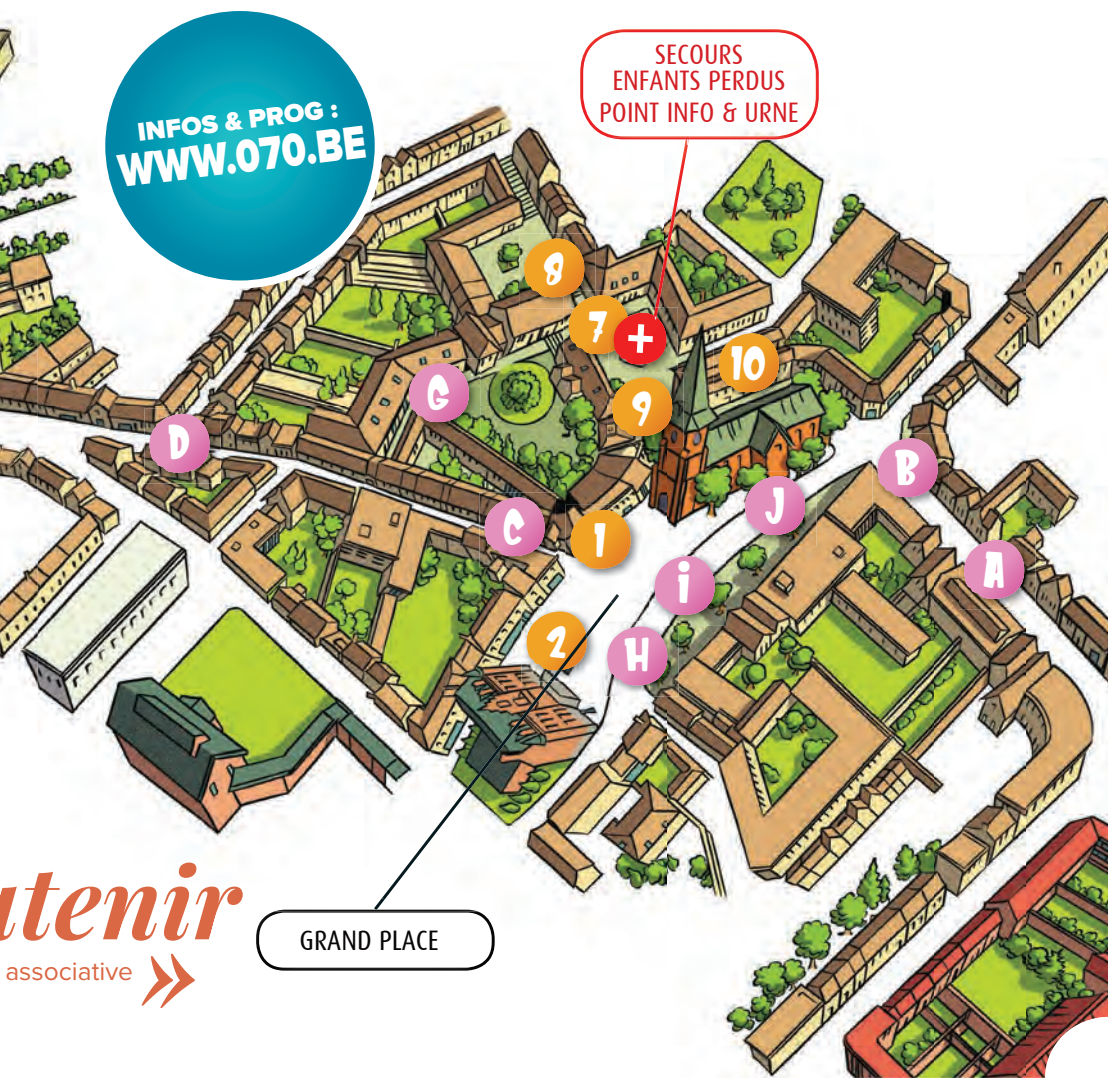 INFOS & PROG :
WWW.070.BE
SECOURS
ENFANTS PERDUS
POINT INFO & URNE
8
7
+
10
G
9
D
B
J
C
1
A
i
2
H
utenir
associative »
GRAND PLACE